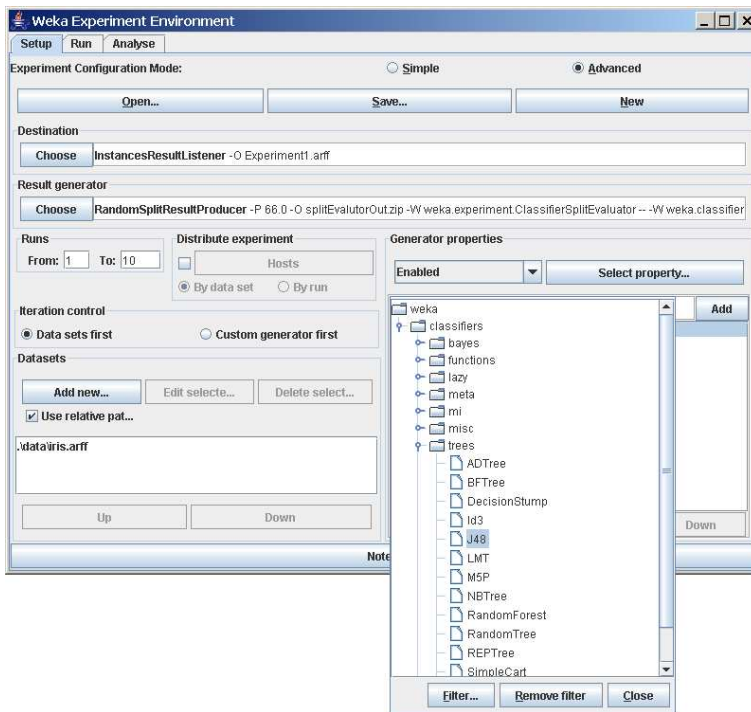 Weka Experiment Environment
Setup Run Analyse
Experiment Configuration Mode: Simple Advanced
Open... Save... New
Destination
Choose InstancesResultListener -O Experiment1.arff
Result generator
Choose RandomSplitResultProducer -P 66.0 -O splitEvalutorOut.zip -W weka.experiment.ClassifierSplitEvaluator -- -W weka.classifier
Runs
From: 1 To: 10
Distribute experiment
Hosts
By data set By run
Generator properties
Enabled Select property...
Iteration control
Data sets first Custom generator first
Datasets
Add new... Edit selecte... Delete select...
Use relative pat...
.\data\iris.arff
Up Down
Note
Add
Down
weka
classifiers
bayes
functions
lazy
meta
mi
misc
trees
ADTree
BFTree
DecisionStump
Id3
J48
LMT
M5P
NBTree
RandomForest
RandomTree
REPTree
SimpleCart
Filter... Remove filter Close